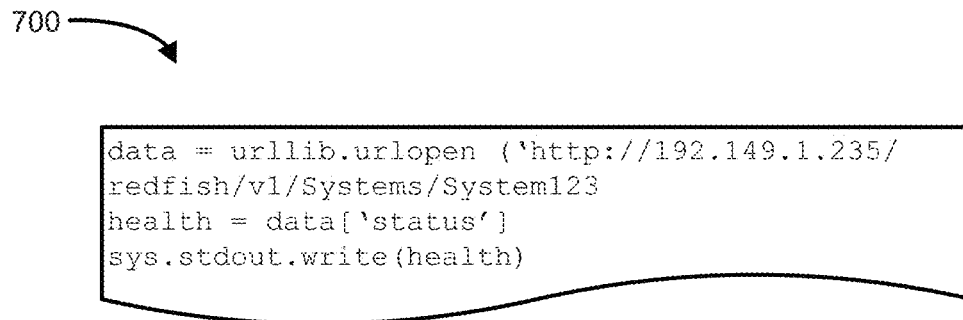 700
data = urllib.urlopen (‘http://192.149.1.235/
redfish/v1/Systems/System123
health = data[‘status’]
sys.stdout.write(health)